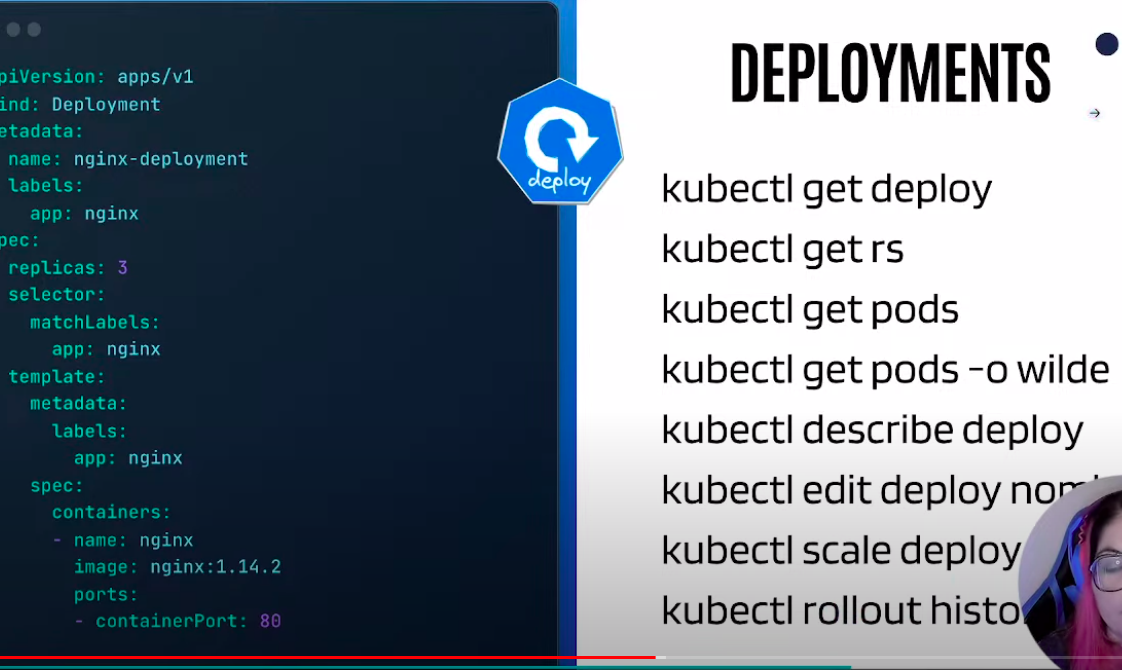 piVersion: apps/v1
ind: Deployment
etadata:
name: nginx-deployment
labels:
app: nginx
pec:
replicas: 3
selector:
matchLabels:
app: nginx
template:
metadata:
labels:
app: nginx
spec:
containers:
- name: nginx
image: nginx:1.14.2
ports:
- containerPort: 80
deploy
DEPLOYMENTS
kubectl get deploy
kubectl get rs
kubectl get pods
kubectl get pods -o wilde
kubectl describe deploy
kubectl edit deploy nom
kubectl scale deploy
kubectl rollout histo